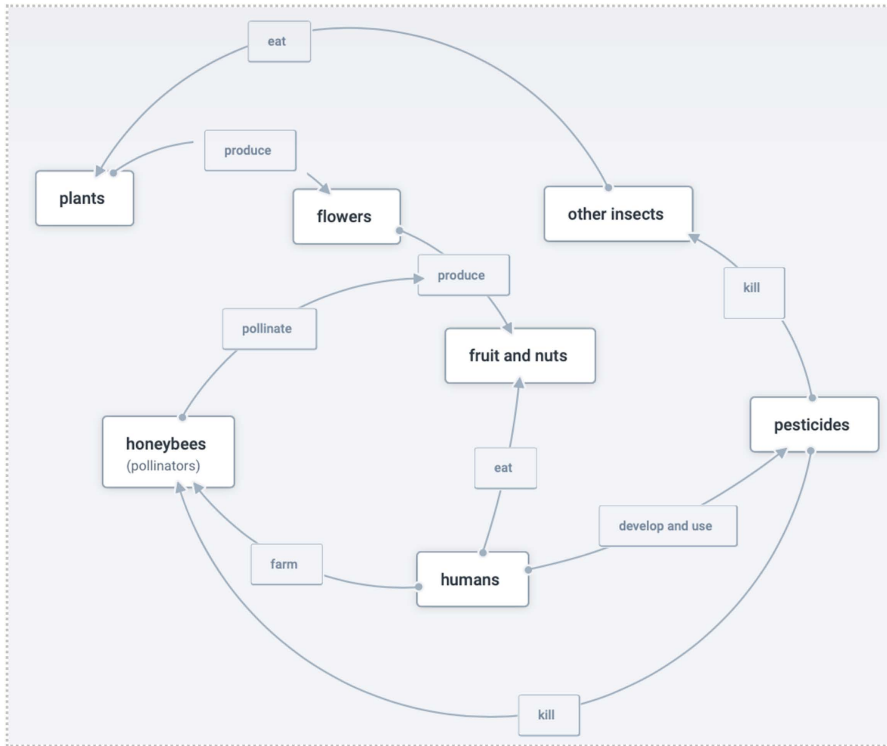 eat
produce
plants
flowers
other insects
produce
kill
pollinate
fruit and nuts
pesticides
honeybees
(pollinators)
eat
develop and use
farm
humans
kill